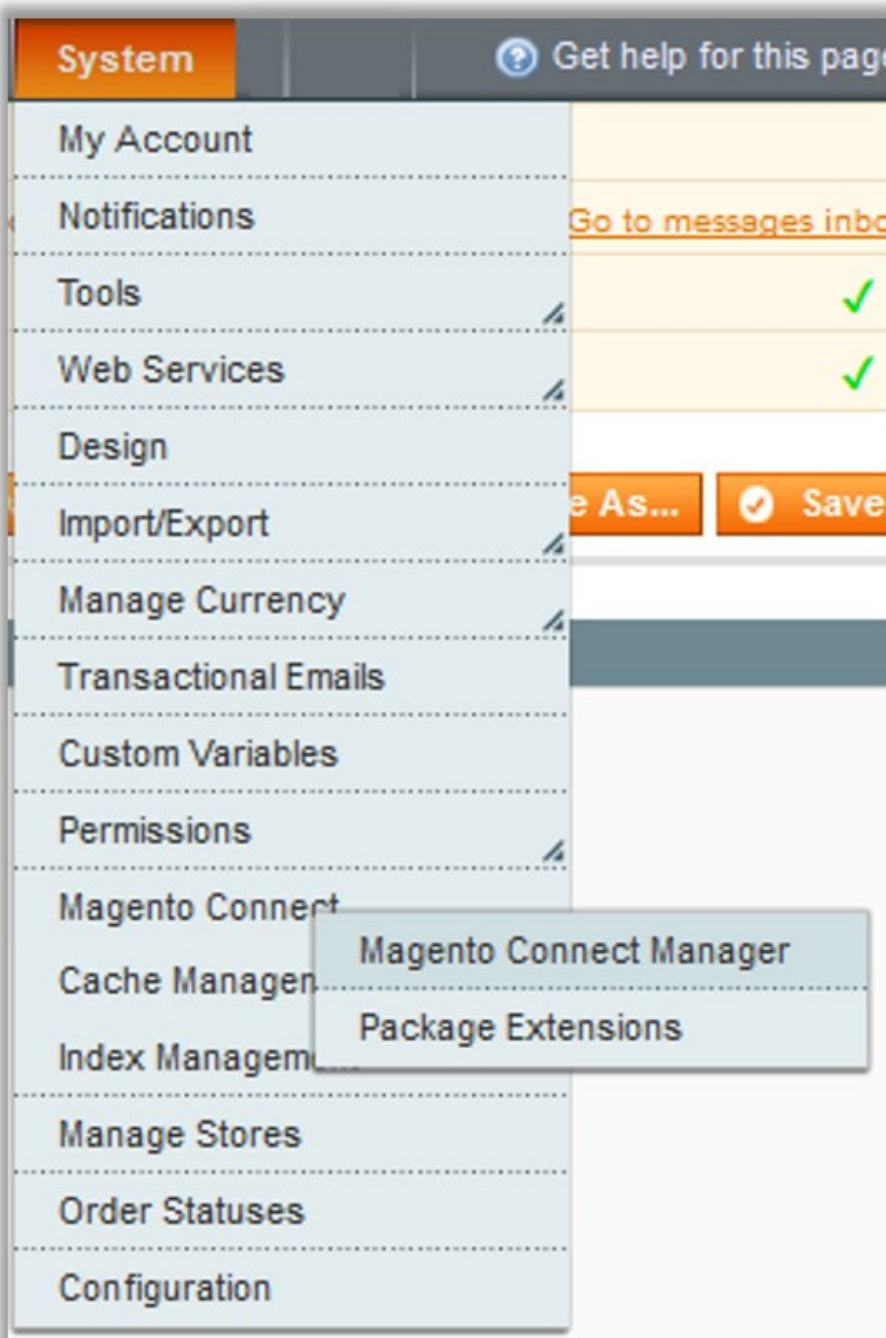 System
Get help for this page
My Account
Notifications
Go to messages inbo
Tools
Web Services
Design
Import/Export
e As...
Save
Manage Currency
Transactional Emails
Custom Variables
Permissions
Magento Connect
Magento Connect Manager
Cache Managem
Package Extensions
Index Management
Manage Stores
Order Statuses
Configuration